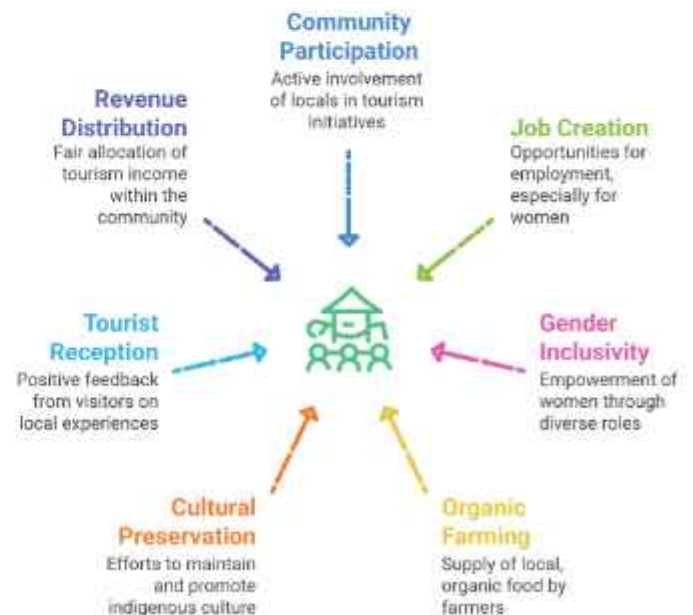 Community
Participation
Active involvement
of locals in tourism
initiatives
Revenue
Distribution
Fair allocation of
tourism income
within the
community
Job Creation
Opportunities for
employment,
especially for
women
Tourist
Reception
Positive feedback
from visitors on
local experiences
Gender
Inclusivity
Empowerment of
women through
diverse roles
Cultural
Preservation
Efforts to maintain
and promote
indigenous culture
Organic
Farming
Supply of local,
organic food by
farmers